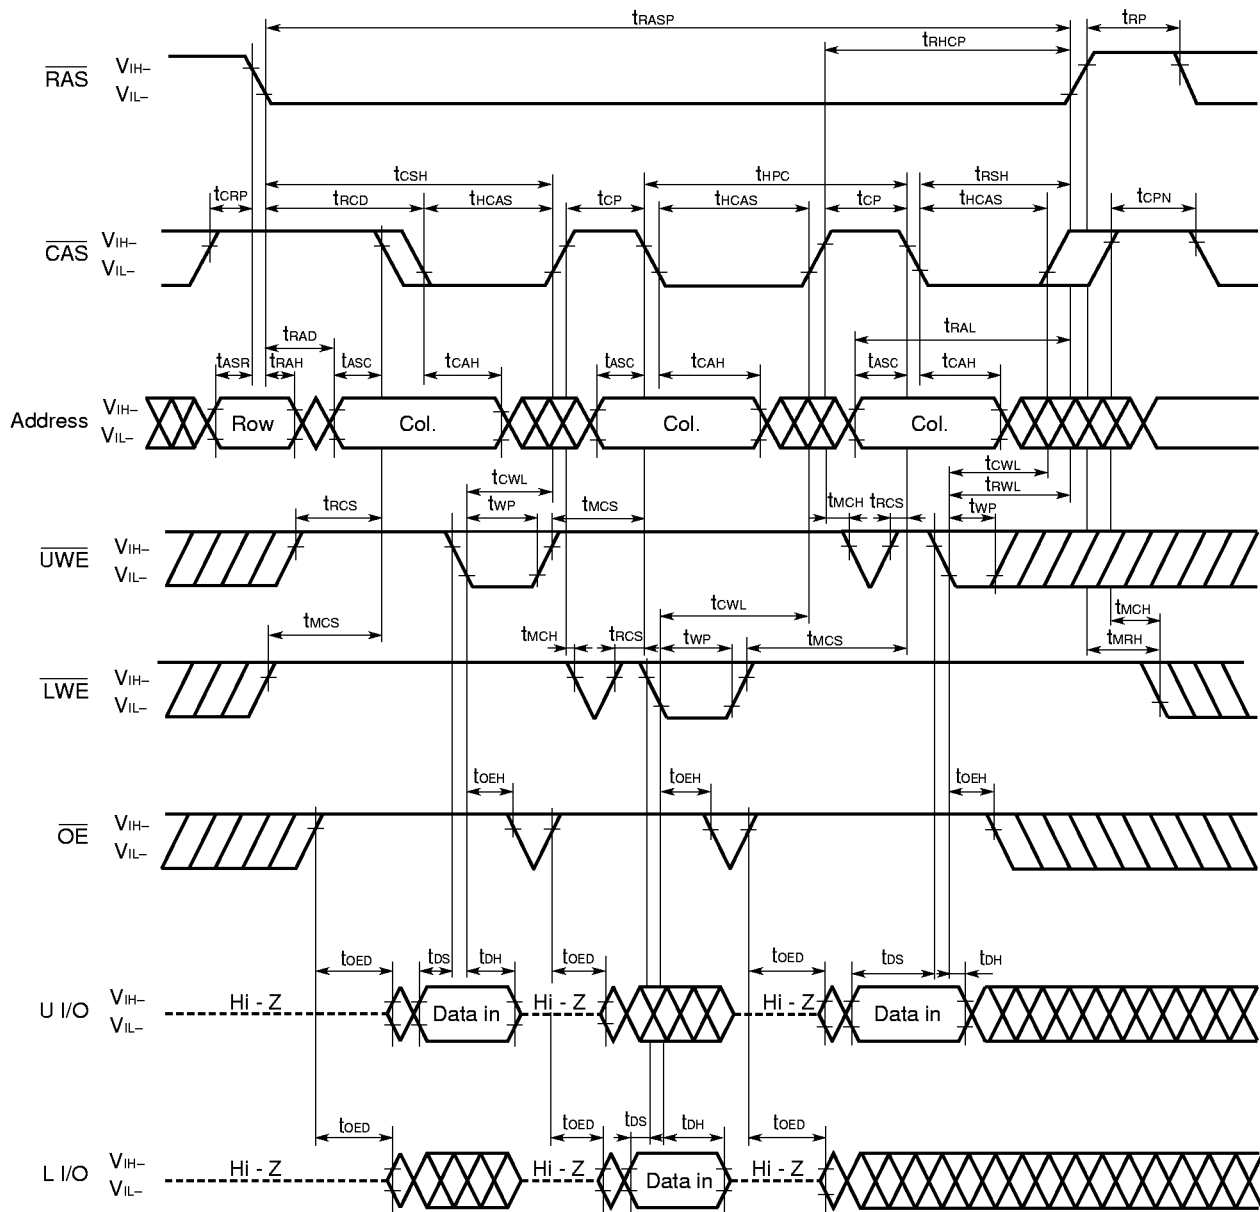 tRASP tRP
tRHCP
RAS VIH–
VIL–
tCSH tHPC tRSH
tCRP tRCD tHCAS tCP tHCAS tCP tHCAS tCPN
CAS VIH–
VIL–
tRAD tRAL
tASR tRAH tASC tCAH tASC tCAH tASC tCAH
Address VIH–
VIL–
Row Col. Col. Col.
tCWL tCWL
tRCS tWP tMCS tMCH tRCS tRWL
tWP
UWE VIH–
VIL–
tCWL
tMCS tMCH tRCS tWP tMCS tMCH
tMRH
LWE VIH–
VIL–
tOEH tOEH tOEH
OE VIH–
VIL–
tOED tDS tDH tOED tOED tDS tDH
U I/O VIH–
VIL–
Hi - Z Data in Hi - Z Hi - Z Data in
tOED tOED tDS tDH tOED
L I/O VIH–
VIL–
Hi - Z Hi - Z Data in Hi - Z